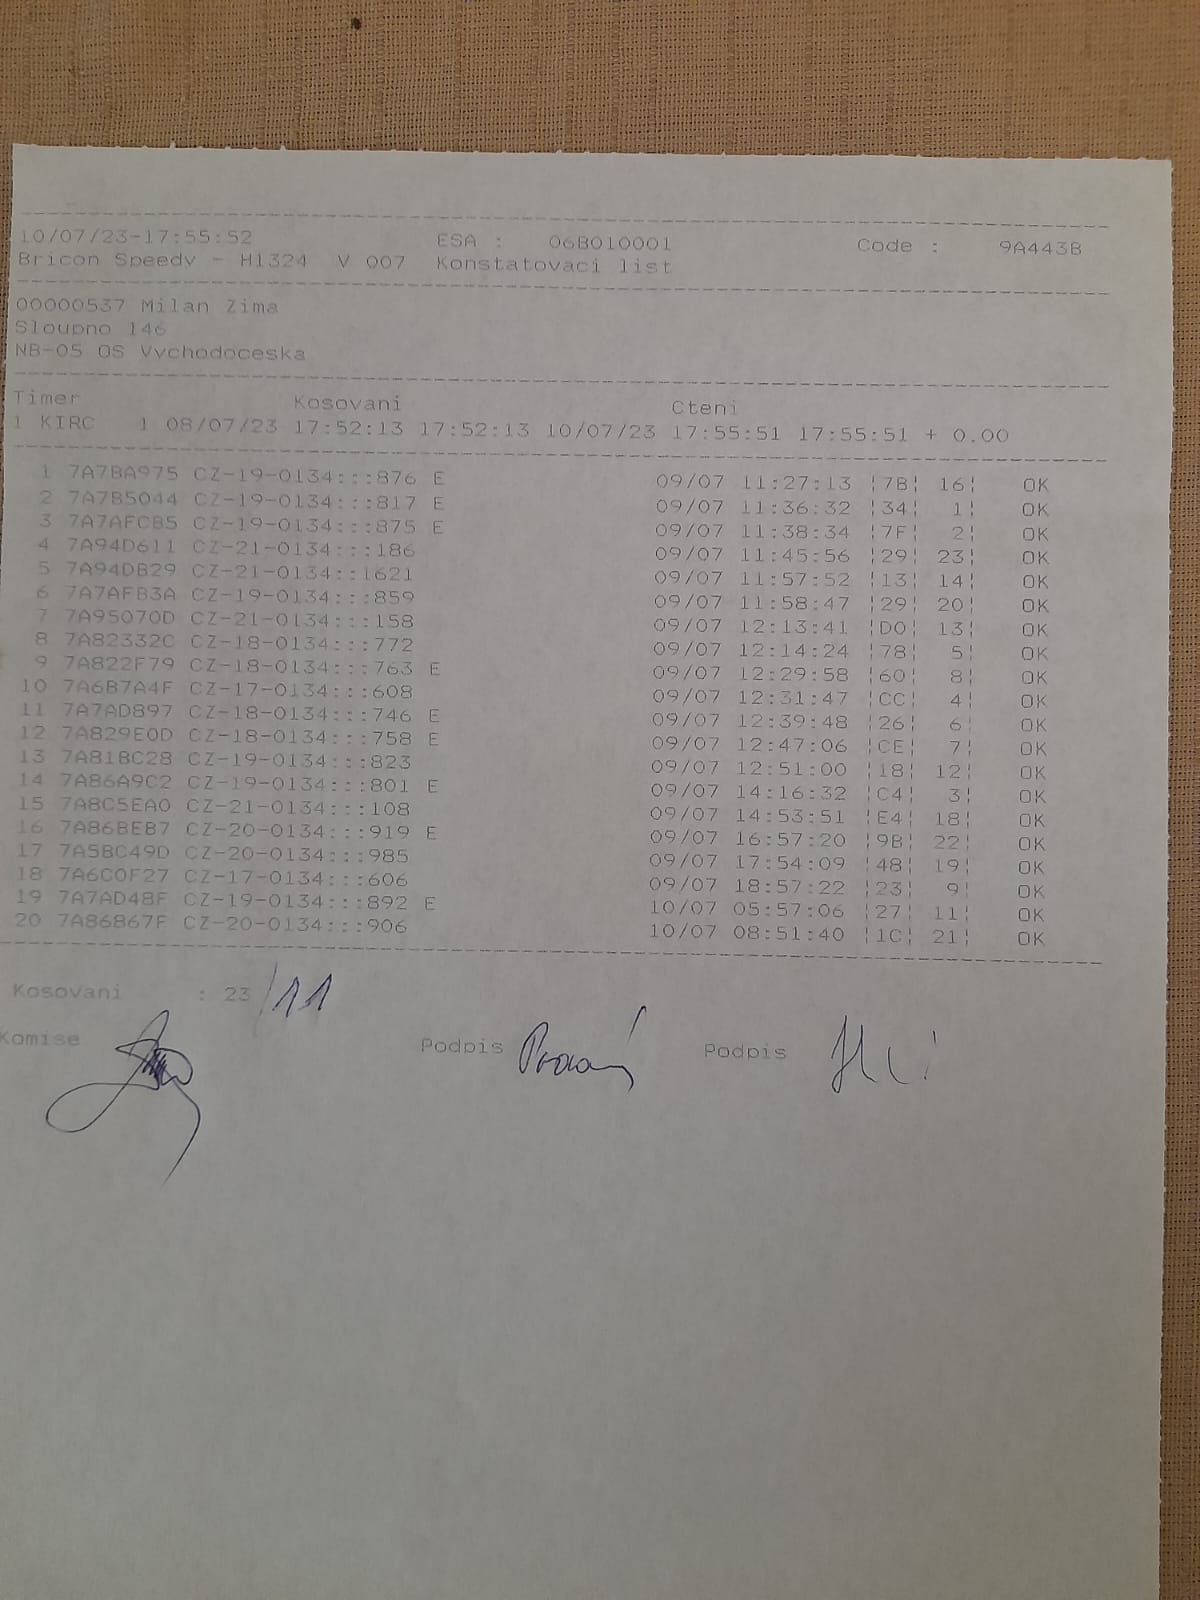 10/07/23-17:55:52 ESA : 06B010001 Code : 9A443B
Bricon Speedy - H1324 V 007 Konstatovaci list
00000537 Milan Zima
Sloupno 146
NB-05 OS Vychodoceska
Timer Kosovani Cteni
1 KIRC 1 08/07/23 17:52:13 17:52:13 10/07/23 17:55:51 17:55:51 + 0.00
1 7A7BA975 CZ-19-0134:::876 E 09/07 11:27:13 ¦7B¦ 16¦ OK
2 7A7B5044 CZ-19-0134:::817 E 09/07 11:36:32 ¦34¦ 1¦ OK
3 7A7AFCB5 CZ-19-0134:::875 E 09/07 11:38:34 ¦7F¦ 2¦ OK
4 7A94D611 CZ-21-0134:::186 09/07 11:45:56 ¦29¦ 23¦ OK
5 7A94DB29 CZ-21-0134::1621 09/07 11:57:52 ¦13¦ 14¦ OK
6 7A7AFB3A CZ-19-0134:::859 09/07 11:58:47 ¦29¦ 20¦ OK
7 7A95070D CZ-21-0134:::158 09/07 12:13:41 ¦D0¦ 13¦ OK
8 7A82332C CZ-18-0134:::772 09/07 12:14:24 ¦78¦ 5¦ OK
9 7A822F79 CZ-18-0134:::763 E 09/07 12:29:58 ¦60¦ 8¦ OK
10 7A6B7A4F CZ-17-0134:::608 09/07 12:31:47 ¦CC¦ 4¦ OK
11 7A7AD897 CZ-18-0134:::746 E 09/07 12:39:48 ¦26¦ 6¦ OK
12 7A829E0D CZ-18-0134:::758 E 09/07 12:47:06 ¦CE¦ 7¦ OK
13 7A81BC28 CZ-19-0134:::823 09/07 12:51:00 ¦18¦ 12¦ OK
14 7A86A9C2 CZ-19-0134:::801 E 09/07 14:16:32 ¦C4¦ 3¦ OK
15 7A8C5EA0 CZ-21-0134:::108 09/07 14:53:51 ¦E4¦ 18¦ OK
16 7A86BEB7 CZ-20-0134:::919 E 09/07 16:57:20 ¦9B¦ 22¦ OK
17 7A5BC49D CZ-20-0134:::985 09/07 17:54:09 ¦48¦ 19¦ OK
18 7A6C0F27 CZ-17-0134:::606 09/07 18:57:22 ¦23¦ 9¦ OK
19 7A7AD48F CZ-19-0134:::892 E 10/07 05:57:06 ¦27¦ 11¦ OK
20 7A86867F CZ-20-0134:::906 10/07 08:51:40 ¦1C¦ 21¦ OK
Kosovani : 23 /11
Komise Podpis Podpis